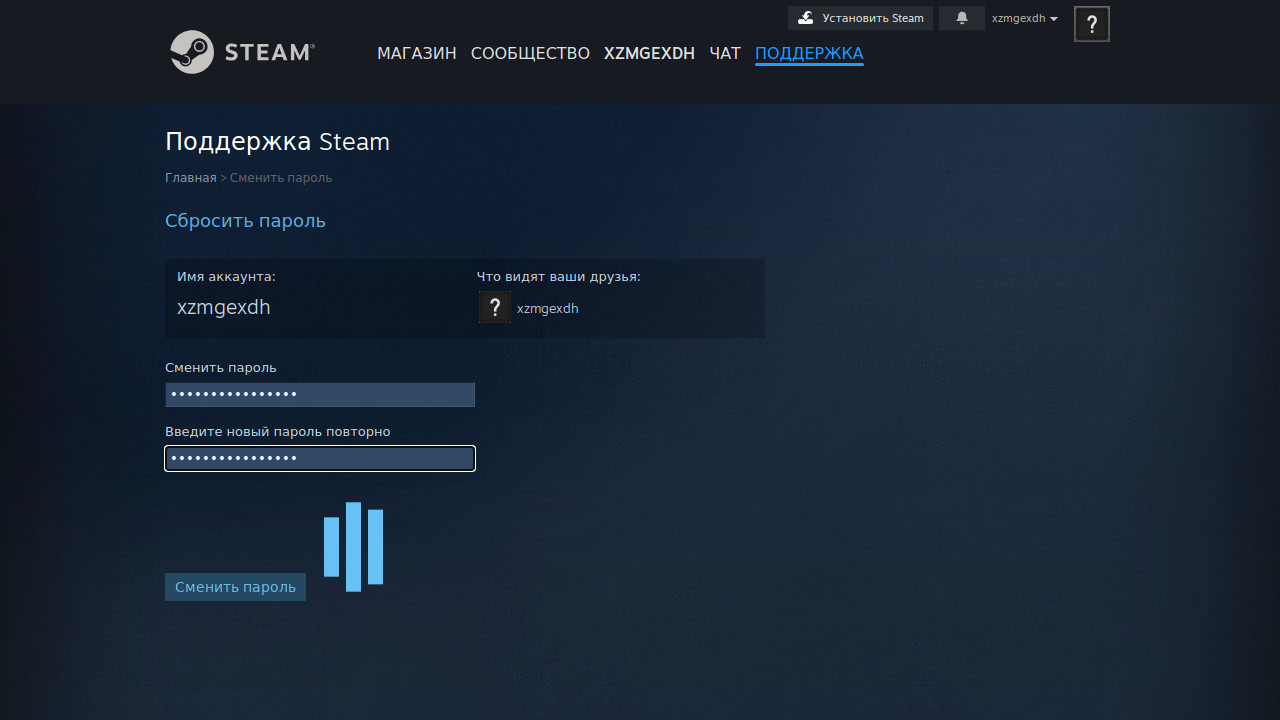 Установить Steam
xzmgexdh
STEAM®
МАГАЗИН СООБЩЕСТВО XZMGEXDH ЧАТ ПОДДЕРЖКА
Поддержка Steam
Главная > Сменить пароль
Сбросить пароль
Имя аккаунта:
Что видят ваши друзья:
xzmgexdh
? xzmgexdh
Сменить пароль
Введите новый пароль повторно
Сменить пароль